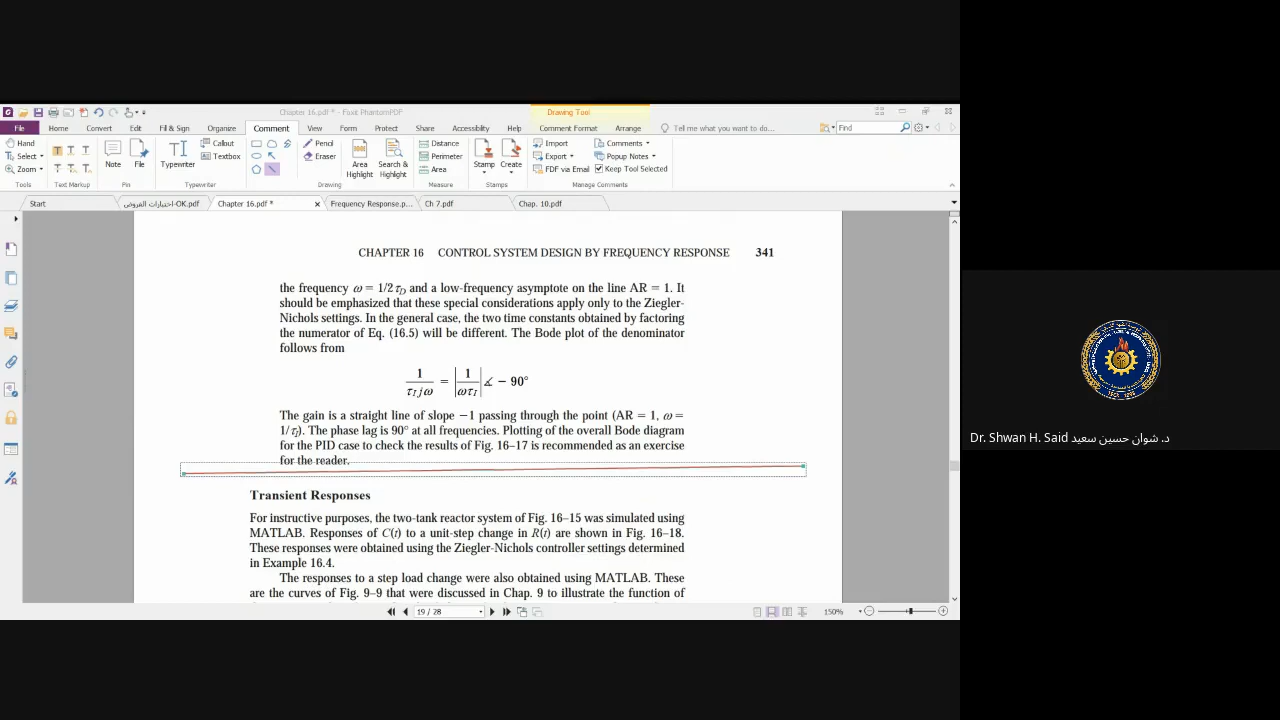 Chapter 16.pdf * - Foxit PhantomPDF
Drawing Tool
File Home Convert Edit Fill & Sign Organize Comment View Form Protect Share Accessibility Help Comment Format Arrange Tell me what you want to do... Find
Hand
Select
Zoom
Tools
Text Markup
Note
File
Pin
Typewriter
Callout
Textbox
Typewriter
Pencil
Eraser
Drawing
Area Highlight
Search & Highlight
Distance
Perimeter
Area
Measure
Stamp
Create
Stamps
Import
Export
FDF via Email
Comments
Popup Notes
Keep Tool Selected
Manage Comments
Start
Chapter 16.pdf *
Frequency Response.p...
Ch 7.pdf
Chap. 10.pdf
CHAPTER 16 CONTROL SYSTEM DESIGN BY FREQUENCY RESPONSE 341
the frequency ω = 1/2τD and a low-frequency asymptote on the line AR = 1. It
should be emphasized that these special considerations apply only to the Ziegler-
Nichols settings. In the general case, the two time constants obtained by factoring
the numerator of Eq. (16.5) will be different. The Bode plot of the denominator
follows from
1/(τI jω) = |1/(ωτI)| ∡ − 90°
The gain is a straight line of slope −1 passing through the point (AR = 1, ω =
1/τI). The phase lag is 90° at all frequencies. Plotting of the overall Bode diagram
for the PID case to check the results of Fig. 16–17 is recommended as an exercise
for the reader.
Transient Responses
For instructive purposes, the two-tank reactor system of Fig. 16–15 was simulated using
MATLAB. Responses of C(t) to a unit-step change in R(t) are shown in Fig. 16–18.
These responses were obtained using the Ziegler-Nichols controller settings determined
in Example 16.4.
The responses to a step load change were also obtained using MATLAB. These
are the curves of Fig. 9–9 that were discussed in Chap. 9 to illustrate the function of
19 / 28
150%
Dr. Shwan H. Said د. شوان حسين سعيد